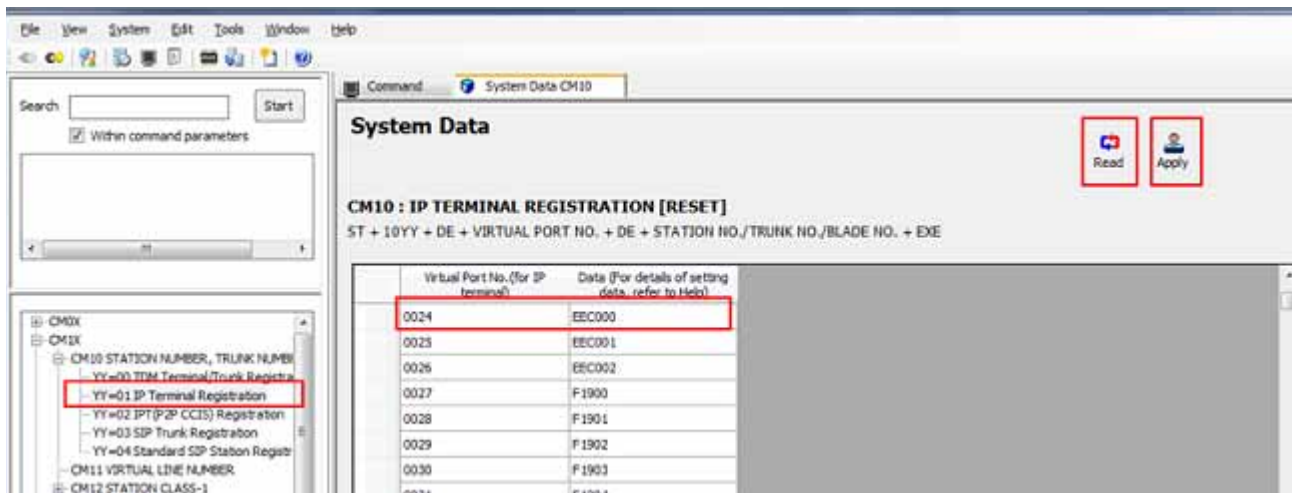 File View System Edit Tools Window Help
Search Start
Within command parameters
CM0X
CM1X
CM10 STATION NUMBER, TRUNK NUMBE
YY=00 TDM Terminal/Trunk Registra
YY=01 IP Terminal Registration
YY=02 IPT(P2P CCIS) Registration
YY=03 SIP Trunk Registration
YY=04 Standard SIP Station Registr
CM11 VIRTUAL LINE NUMBER
CM12 STATION CLASS-1
Command System Data CM10
System Data
Read Apply
CM10 : IP TERMINAL REGISTRATION [RESET]
ST + 10YY + DE + VIRTUAL PORT NO. + DE + STATION NO./TRUNK NO./BLADE NO. + EXE
Virtual Port No.(for IP terminal) Data (For details of setting data, refer to Help)
0024 EEC000
0025 EEC001
0026 EEC002
0027 F1900
0028 F1901
0029 F1902
0030 F1903